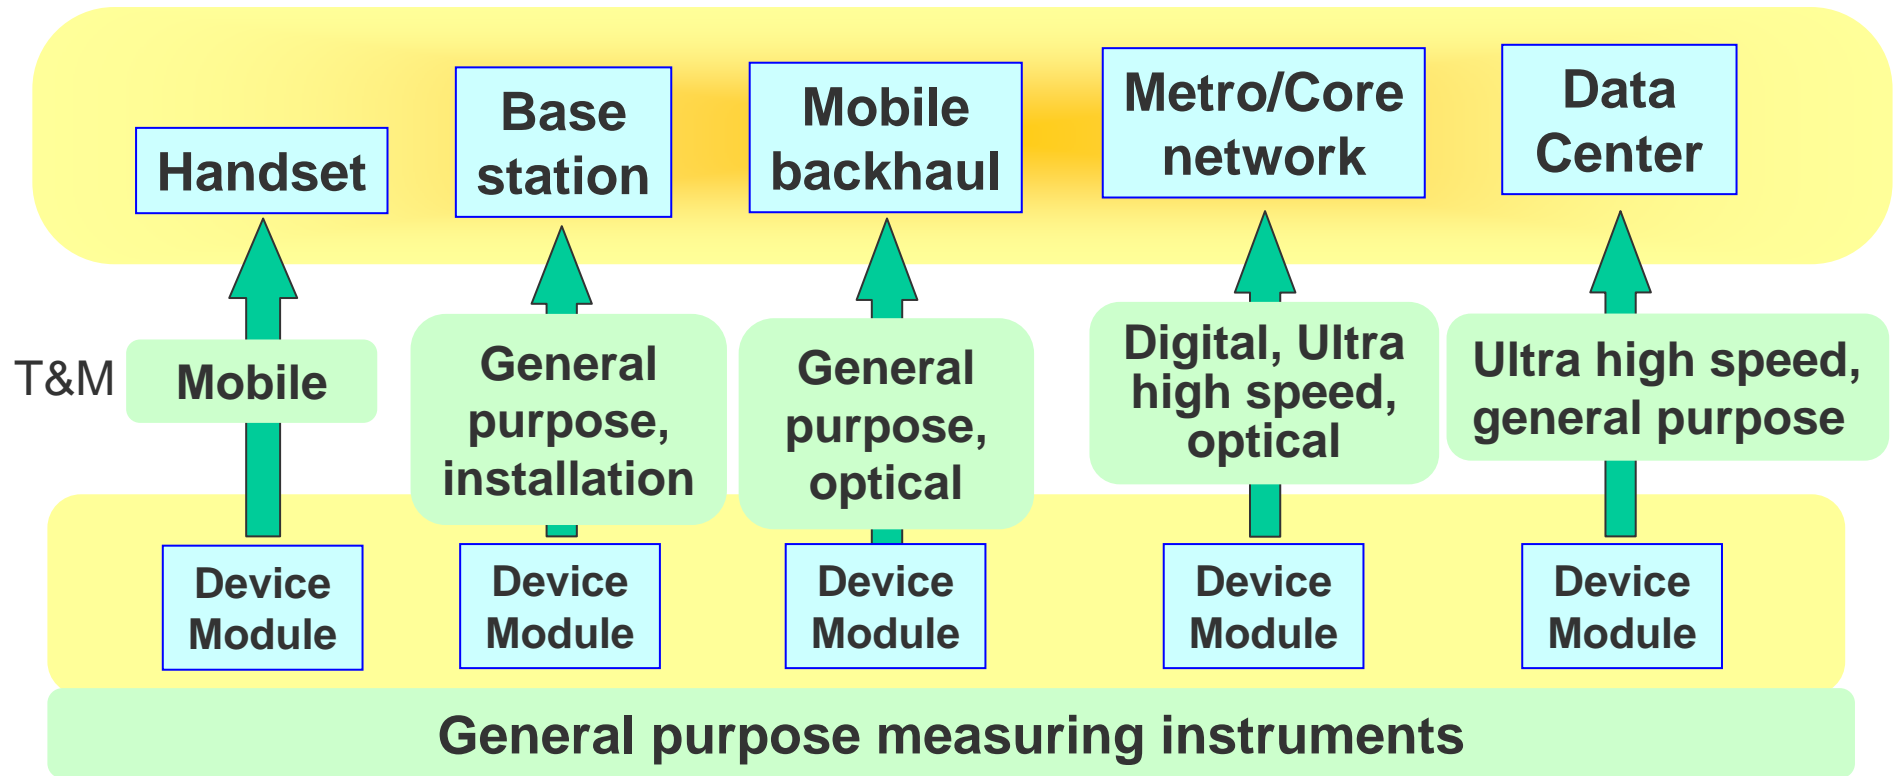 Handset
Base
station
Mobile
backhaul
Metro/Core
network
Data
Center
T&M
Mobile
General
purpose,
installation
General
purpose,
optical
Digital, Ultra
high speed,
optical
Ultra high speed,
general purpose
Device
Module
Device
Module
Device
Module
Device
Module
Device
Module
General purpose measuring instruments